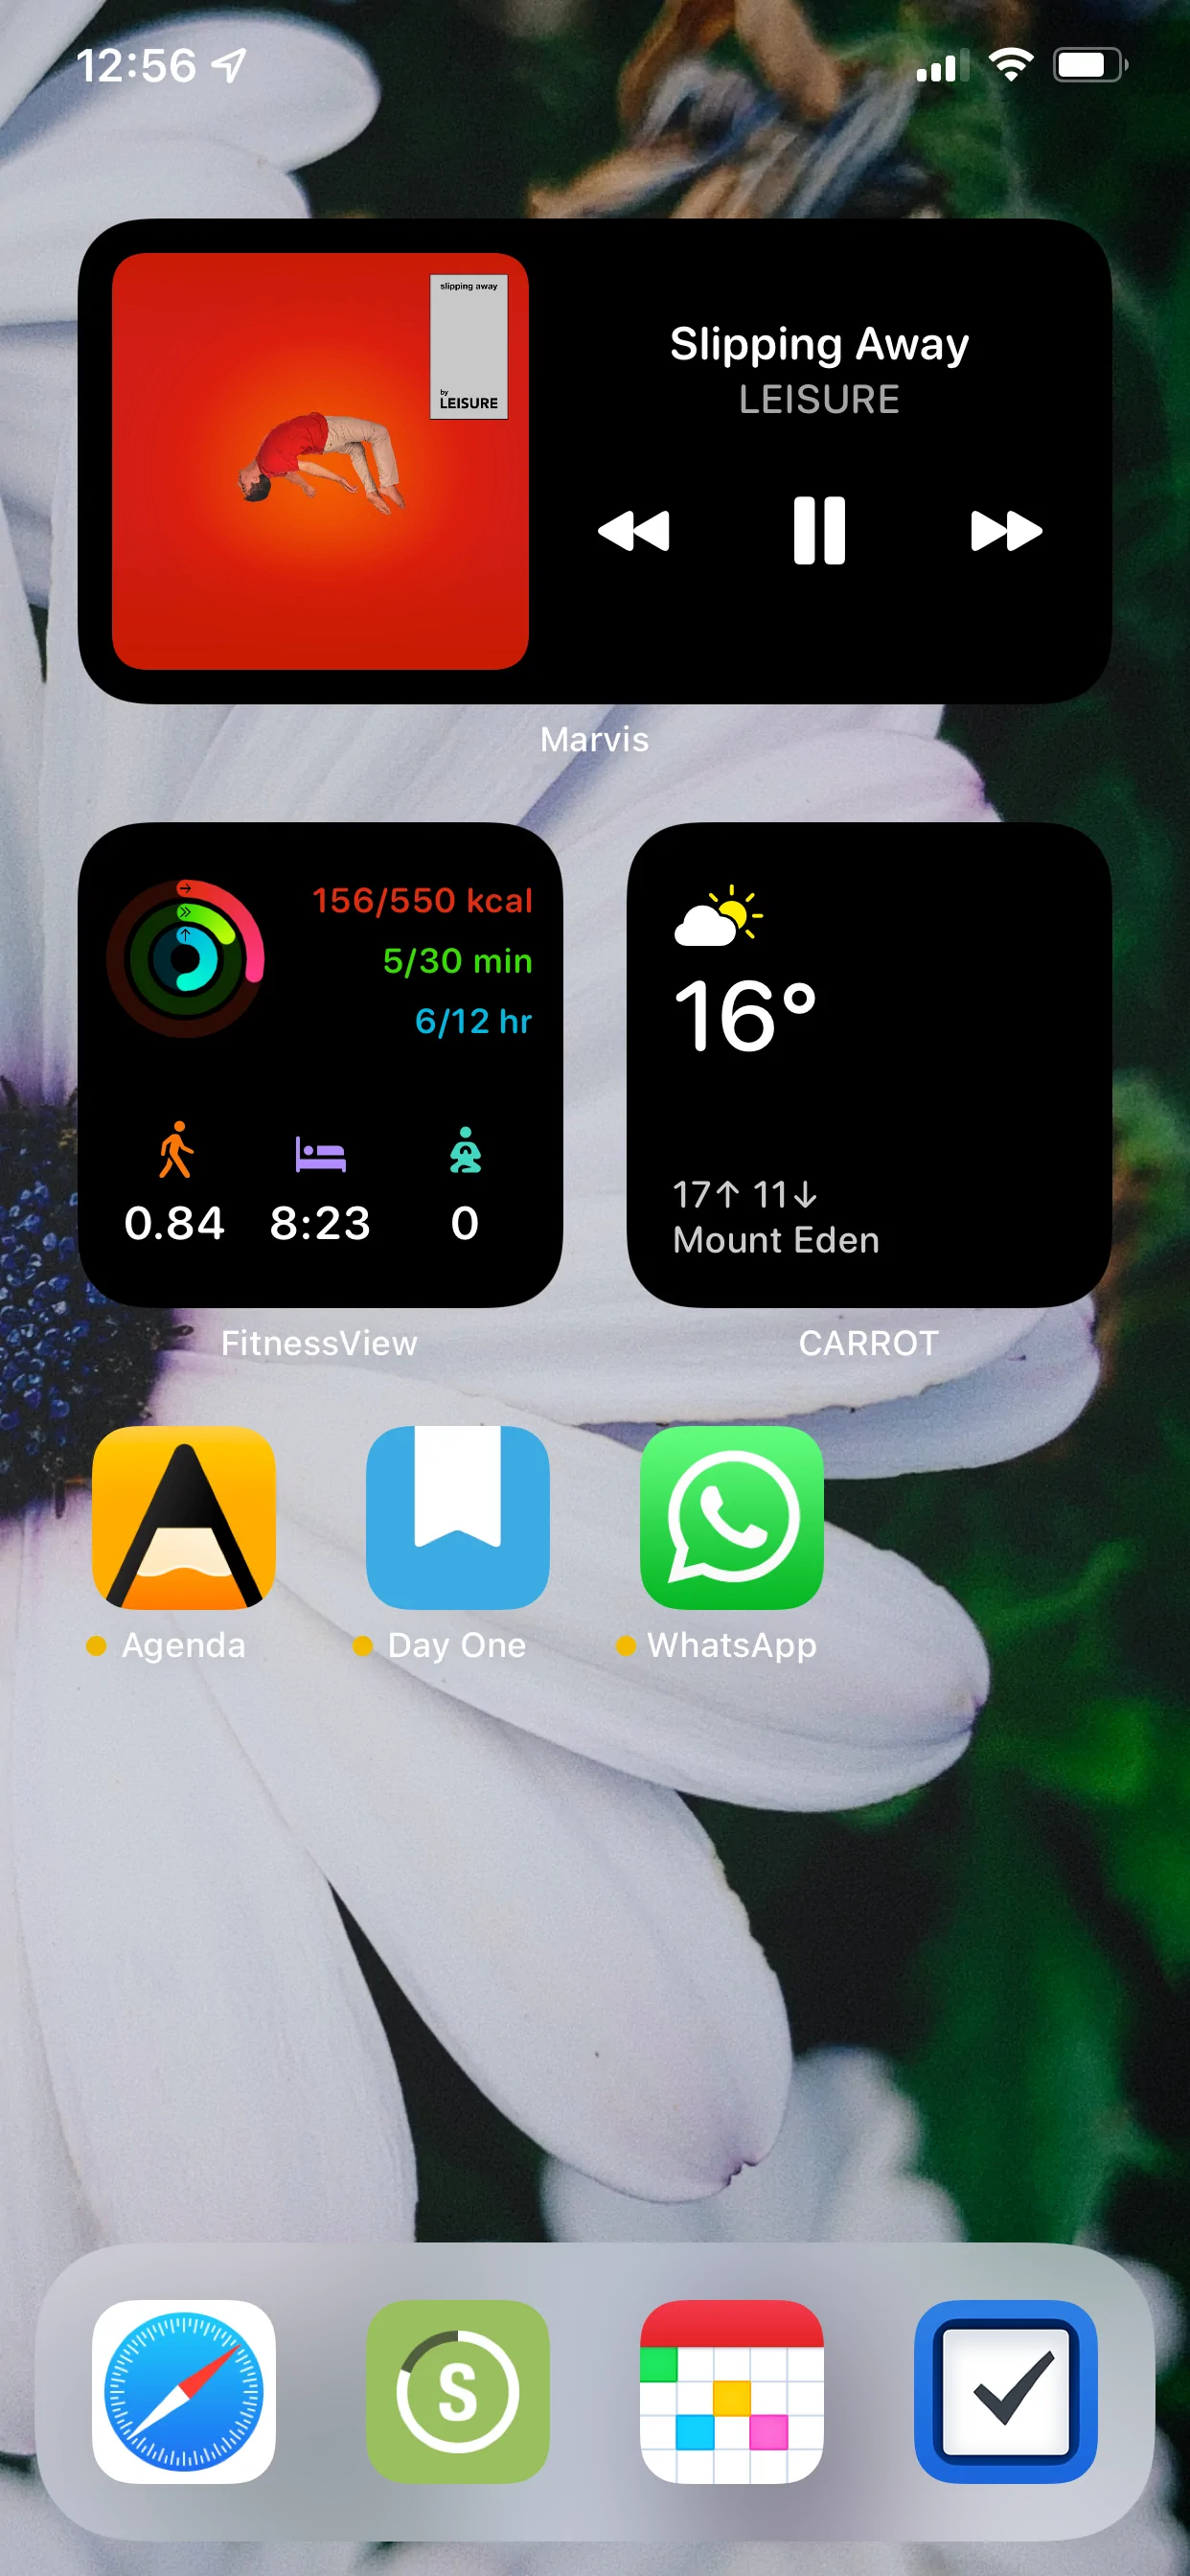 12:56
slipping away
by
LEISURE
Slipping Away
LEISURE
Marvis
156/550 kcal
5/30 min
6/12 hr
0.84 8:23 0
16°
17↑ 11↓
Mount Eden
FitnessView CARROT
Agenda Day One WhatsApp
S